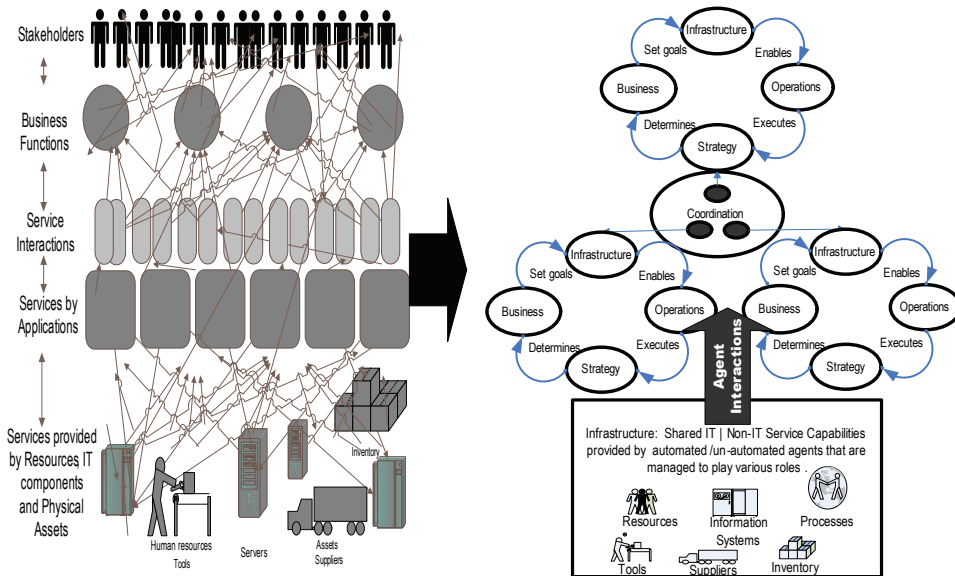 Stakeholders
Business
Functions
Service
Interactions
Services by
Applications
Services provided
by Resources IT
components
and Physical
Assets
Inventory
Human resources
Tools
Servers
Assets
Suppliers
Infrastructure
Set goals
Enables
Business
Operations
Determines
Executes
Strategy
Coordination
Infrastructure
Set goals
Enables
Business
Operations
Determines
Executes
Strategy
Infrastructure
Set goals
Enables
Business
Operations
Determines
Executes
Strategy
Agent
Interactions
Infrastructure: Shared IT | Non-IT Service Capabilities
provided by automated /un-automated agents that are
managed to play various roles .
Resources
Information
Systems
Processes
Tools
Suppliers
Inventory